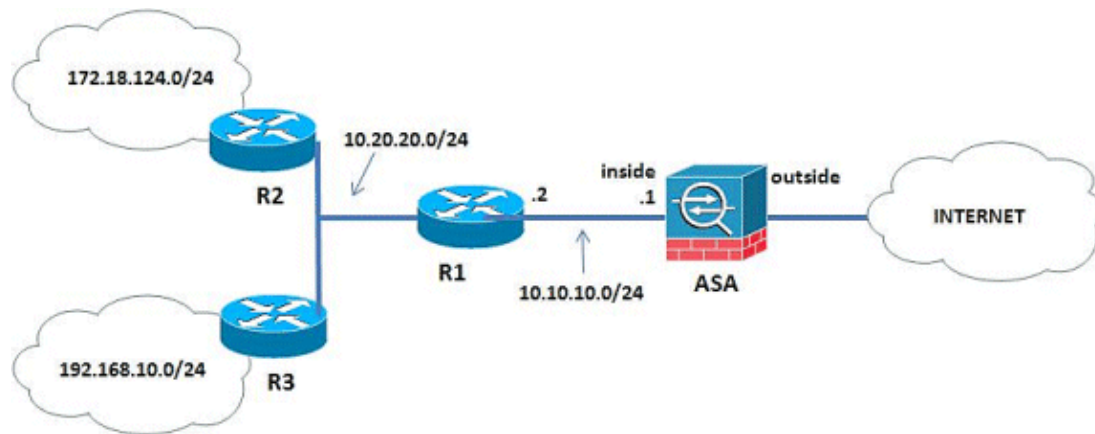 172.18.124.0/24
10.20.20.0/24
R2
inside
outside
.2
.1
INTERNET
R1
ASA
10.10.10.0/24
192.168.10.0/24
R3